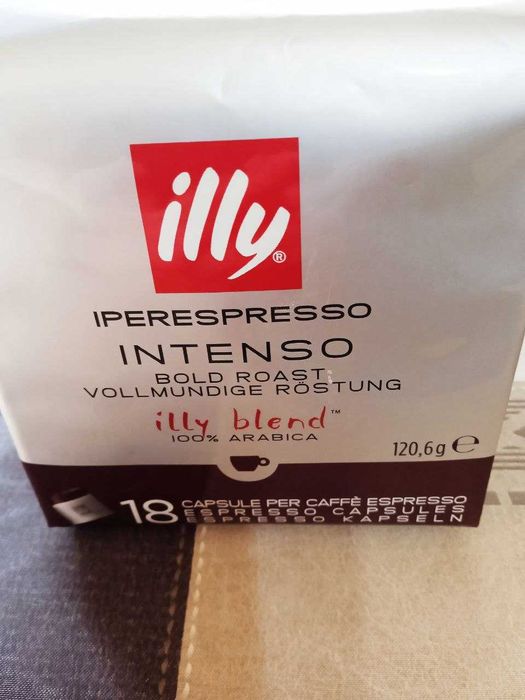 illy®
IPERESPRESSO
INTENSO
BOLD ROAST
VOLLMUNDIGE RÖSTUNG
illy blend™
100% ARABICA
120,6g ℮
18 CAPSULE PER CAFFÈ ESPRESSO
ESPRESSO CAPSULES
ESPRESSO KAPSELN